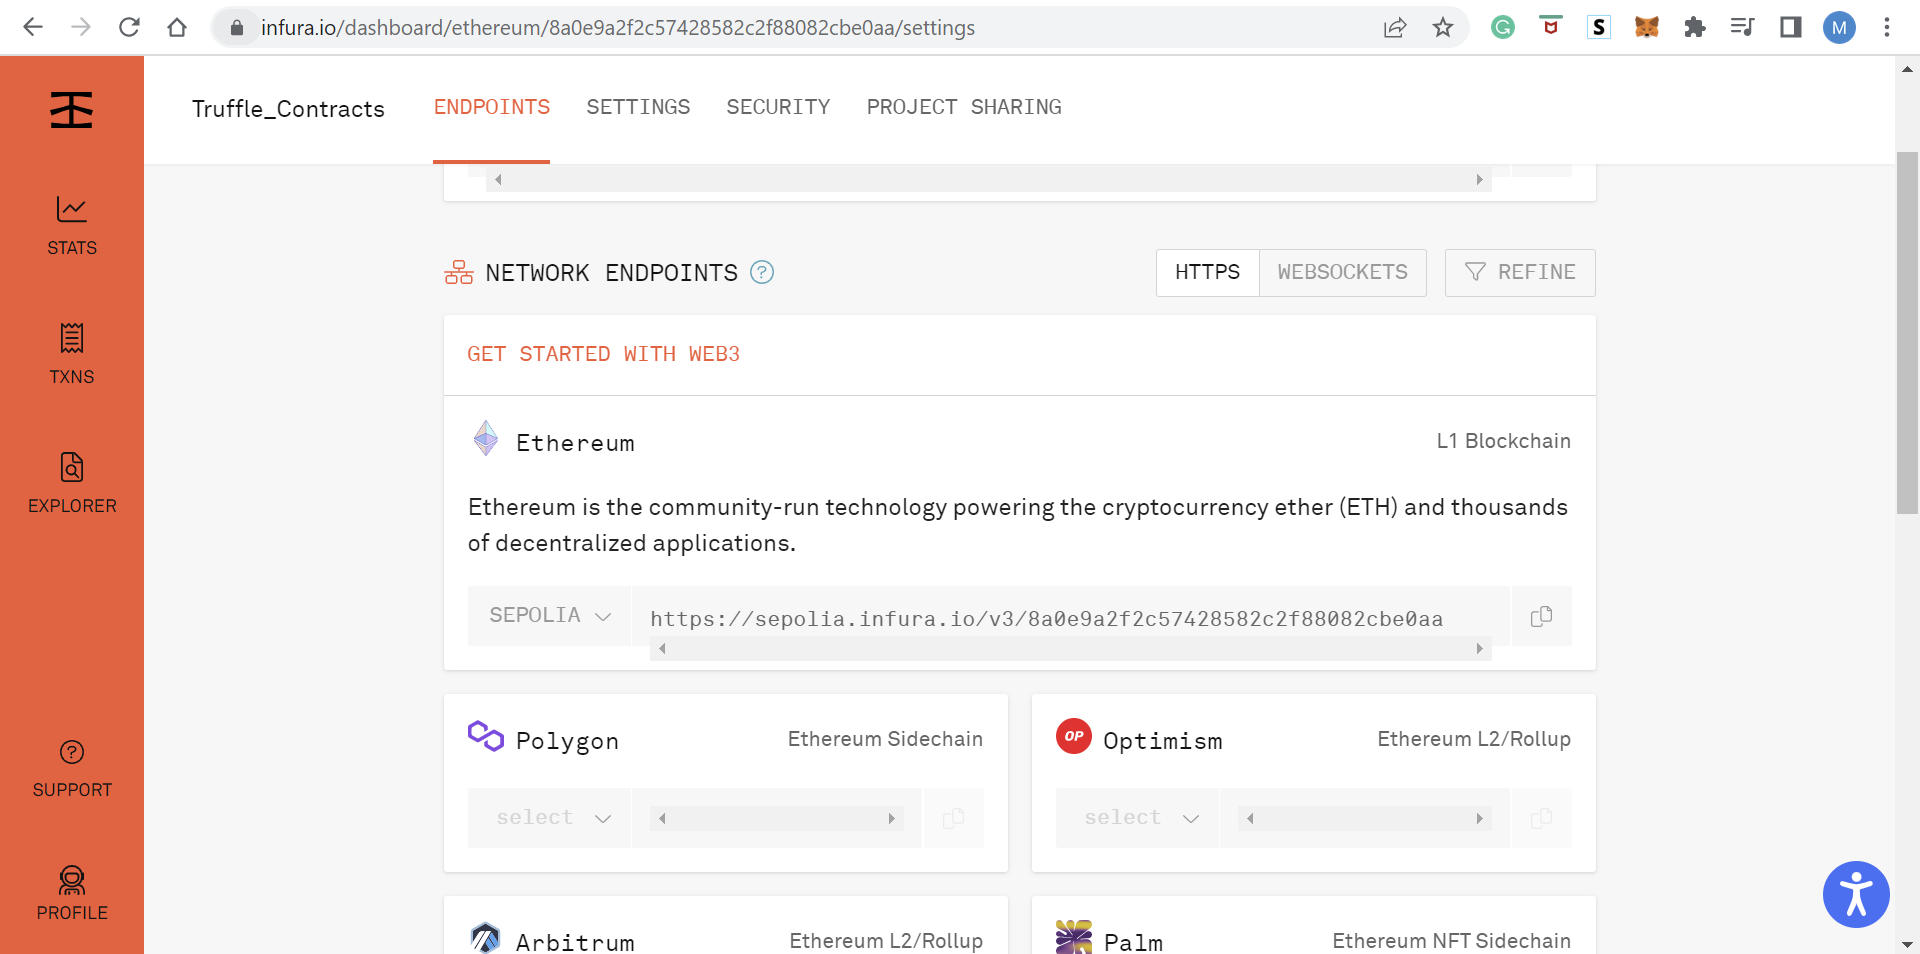 infura.io/dashboard/ethereum/8a0e9a2f2c57428582c2f88082cbe0aa/settings
S
M
Truffle_Contracts ENDPOINTS SETTINGS SECURITY PROJECT SHARING
STATS
TXNS
EXPLORER
SUPPORT
PROFILE
NETWORK ENDPOINTS ? HTTPS WEBSOCKETS REFINE
GET STARTED WITH WEB3
Ethereum L1 Blockchain
Ethereum is the community-run technology powering the cryptocurrency ether (ETH) and thousands
of decentralized applications.
SEPOLIA https://sepolia.infura.io/v3/8a0e9a2f2c57428582c2f88082cbe0aa
Polygon Ethereum Sidechain
select
OP Optimism Ethereum L2/Rollup
select
Arbitrum Ethereum L2/Rollup
Palm Ethereum NFT Sidechain